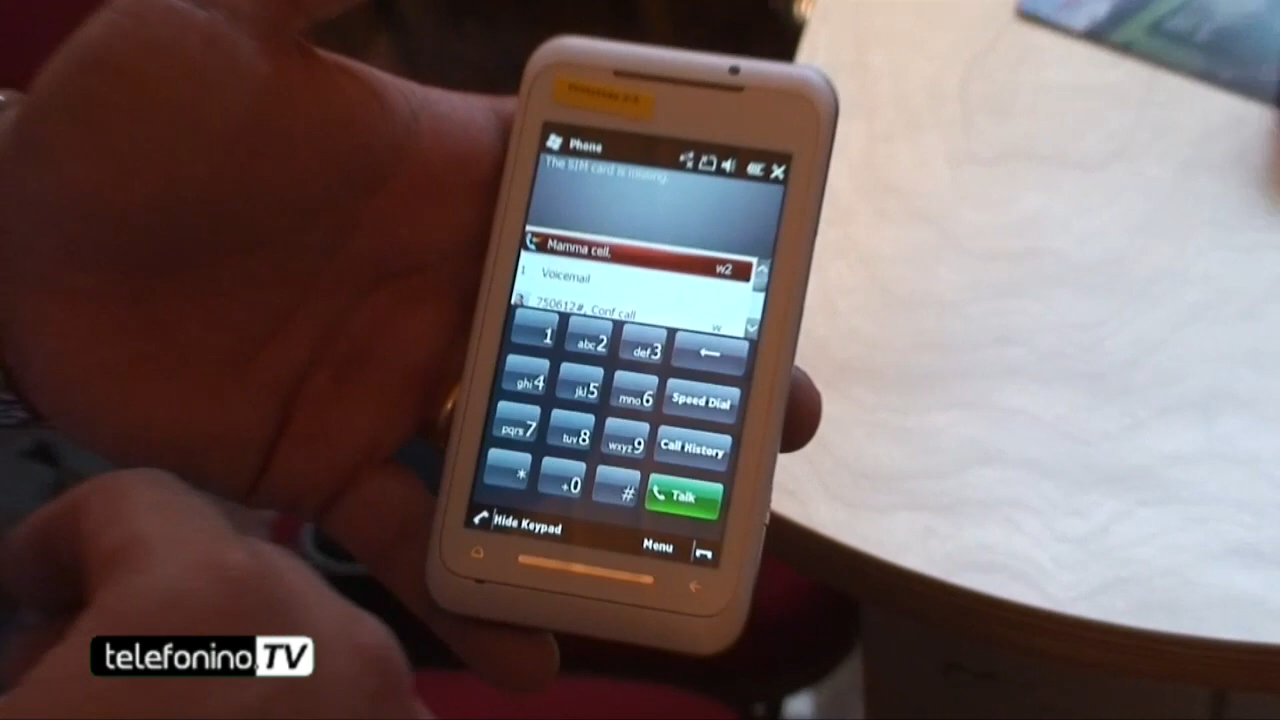 Phone
The SIM card is missing.
Mamma cell. w2
1 Voicemail
750612#, Conf call w
1 abc2 def3
ghi4 jkl5 mno6 Speed Dial
pqrs7 tuv8 wxyz9 Call History
* +0 # Talk
Hide Keypad Menu
telefonino.TV